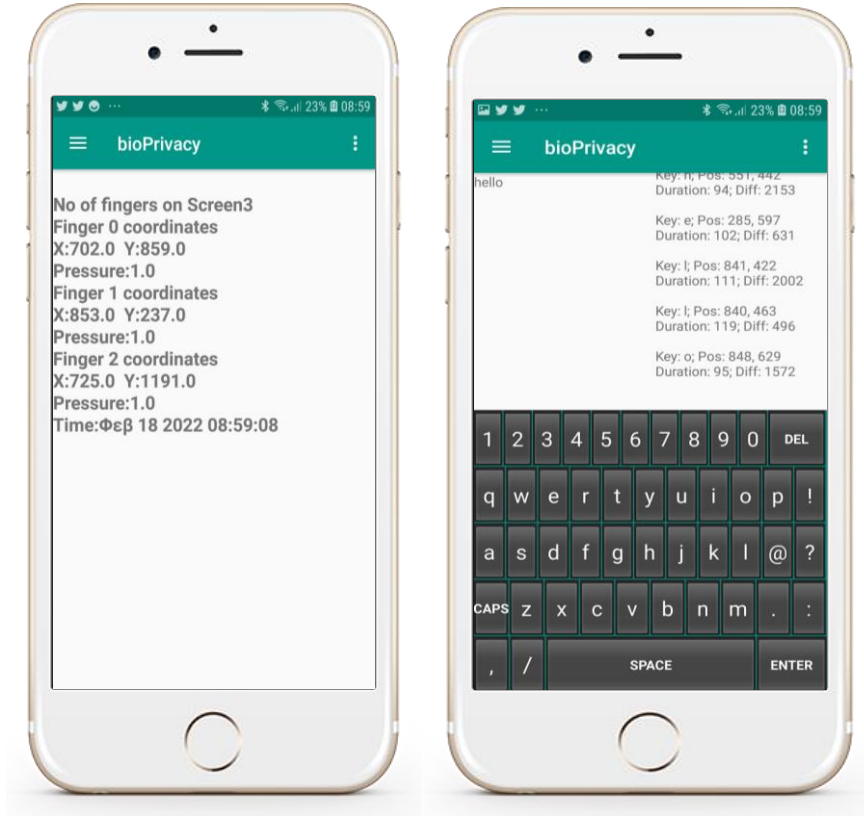 08:59
bioPrivacy
No of fingers on Screen3
Finger 0 coordinates
X:702.0 Y:859.0
Pressure:1.0
Finger 1 coordinates
X:853.0 Y:237.0
Pressure:1.0
Finger 2 coordinates
X:725.0 Y:1191.0
Pressure:1.0
Time:Φεβ 18 2022 08:59:08
23% 08:59
bioPrivacy
hello
Key: h; Pos: 551, 442
Duration: 94; Diff: 2153
Key: e; Pos: 285, 597
Duration: 102; Diff: 631
Key: l; Pos: 841, 422
Duration: 111; Diff: 2002
Key: l; Pos: 840, 463
Duration: 119; Diff: 496
Key: o; Pos: 848, 629
Duration: 95; Diff: 1572
1 2 3 4 5 6 7 8 9 0 DEL
q w e r t y u i o p !
a s d f g h j k l @ ?
CAPS z x c v b n m . :
, / SPACE ENTER